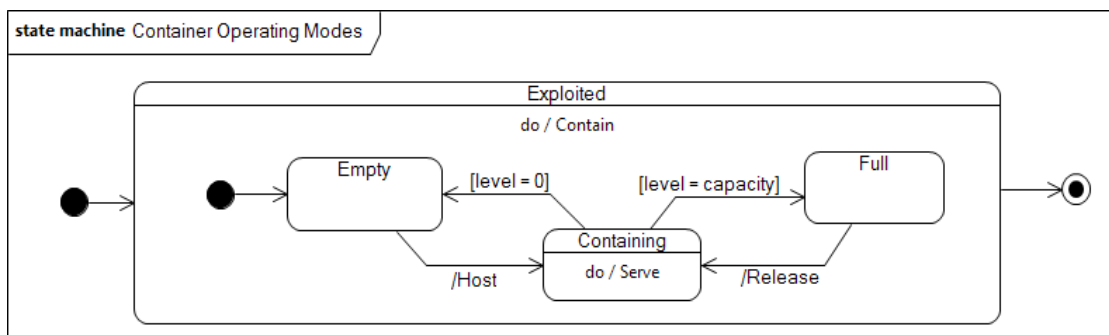 state machine Container Operating Modes
Exploited
do / Contain
Empty
[level = 0]
[level = capacity]
Full
Containing
do / Serve
/Host
/Release